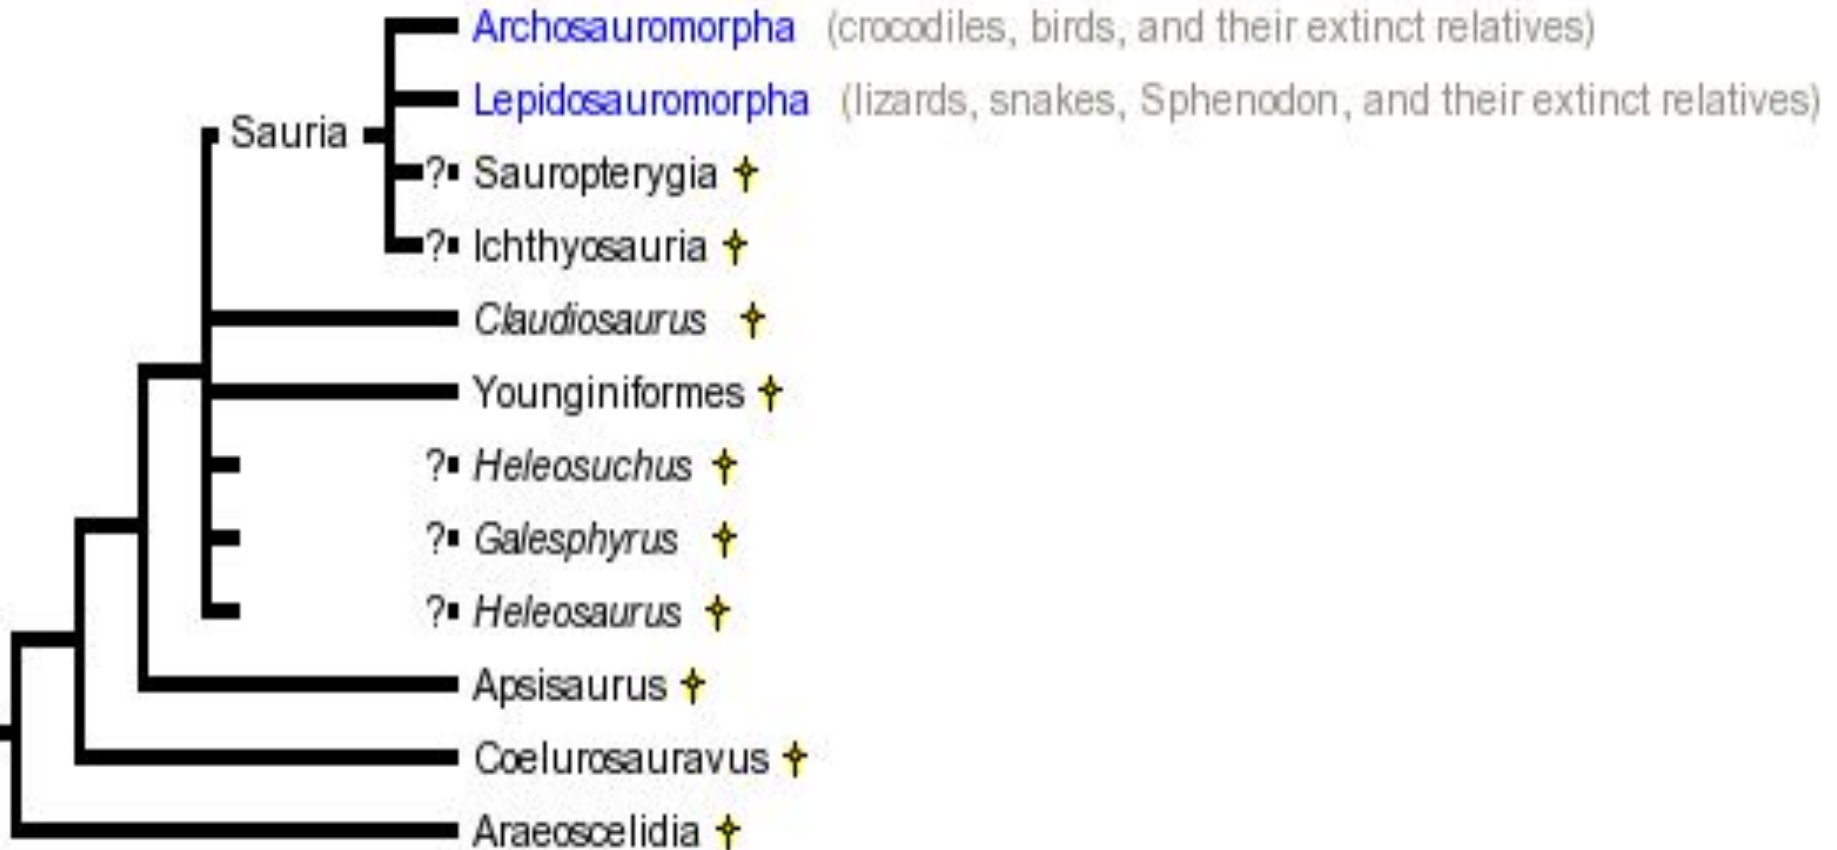 Archosauromorpha (crocodiles, birds, and their extinct relatives)
Lepidosauromorpha (lizards, snakes, Sphenodon, and their extinct relatives)
Sauria
? Sauropterygia †
? Ichthyosauria †
Claudiosaurus †
Younginiformes †
? Heleosuchus †
? Galesphyrus †
? Heleosaurus †
Apsisaurus †
Coelurosauravus †
Araeoscelidia †